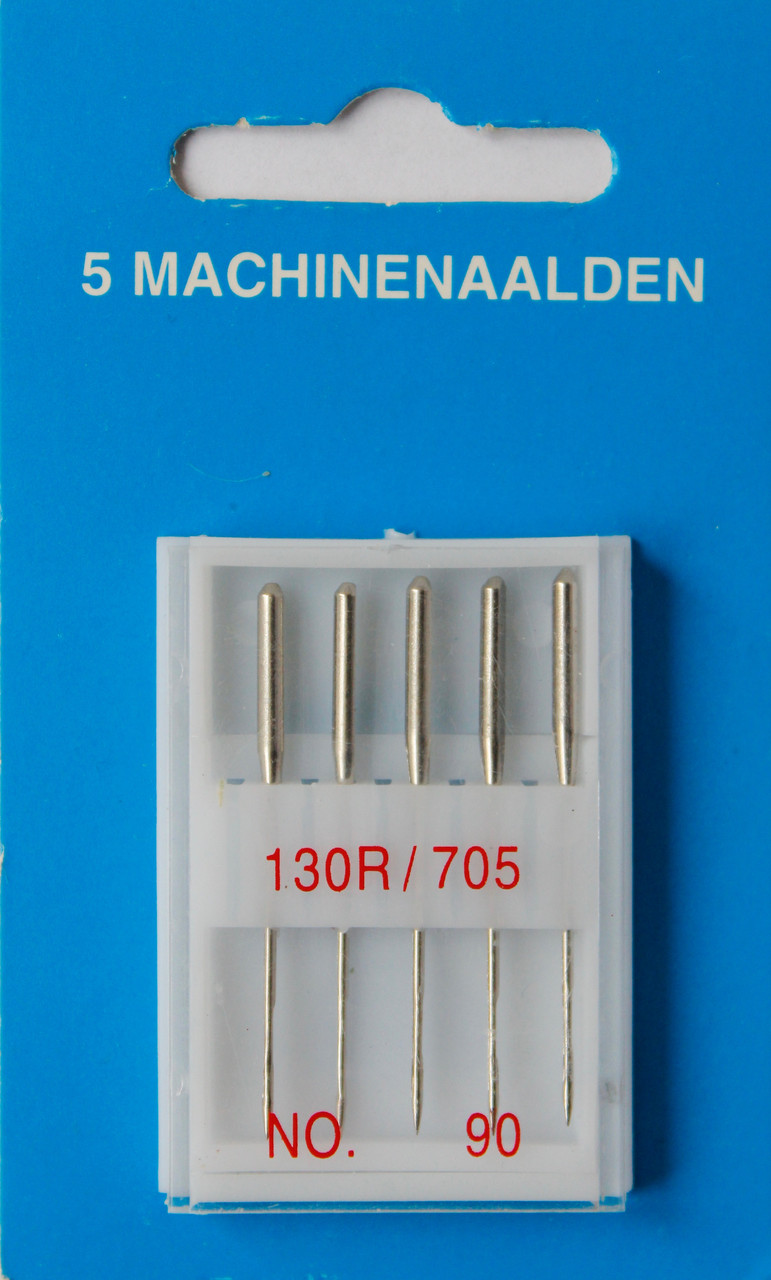 5 MACHINENAALDEN
130R/705
NO. 90